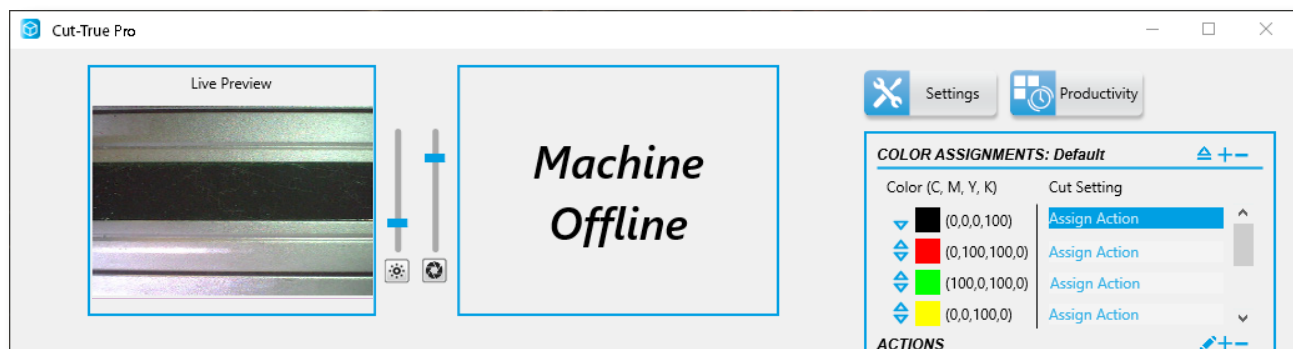 Cut-True Pro
Live Preview
Machine
Offline
Settings
Productivity
COLOR ASSIGNMENTS: Default
Color (C, M, Y, K) Cut Setting
(0,0,0,100) Assign Action
(0,100,100,0) Assign Action
(100,0,100,0) Assign Action
(0,0,100,0) Assign Action
ACTIONS